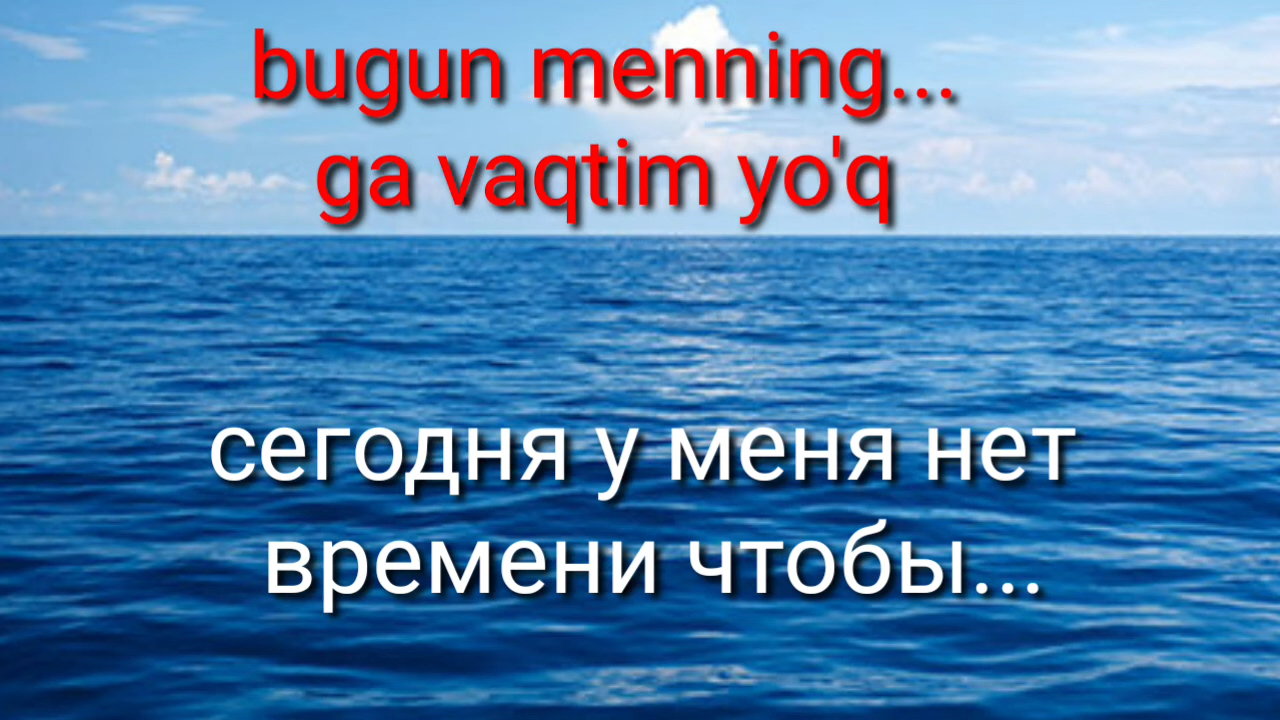 bugun menning...
ga vaqtim yo'q
сегодня у меня нет
времени чтобы...